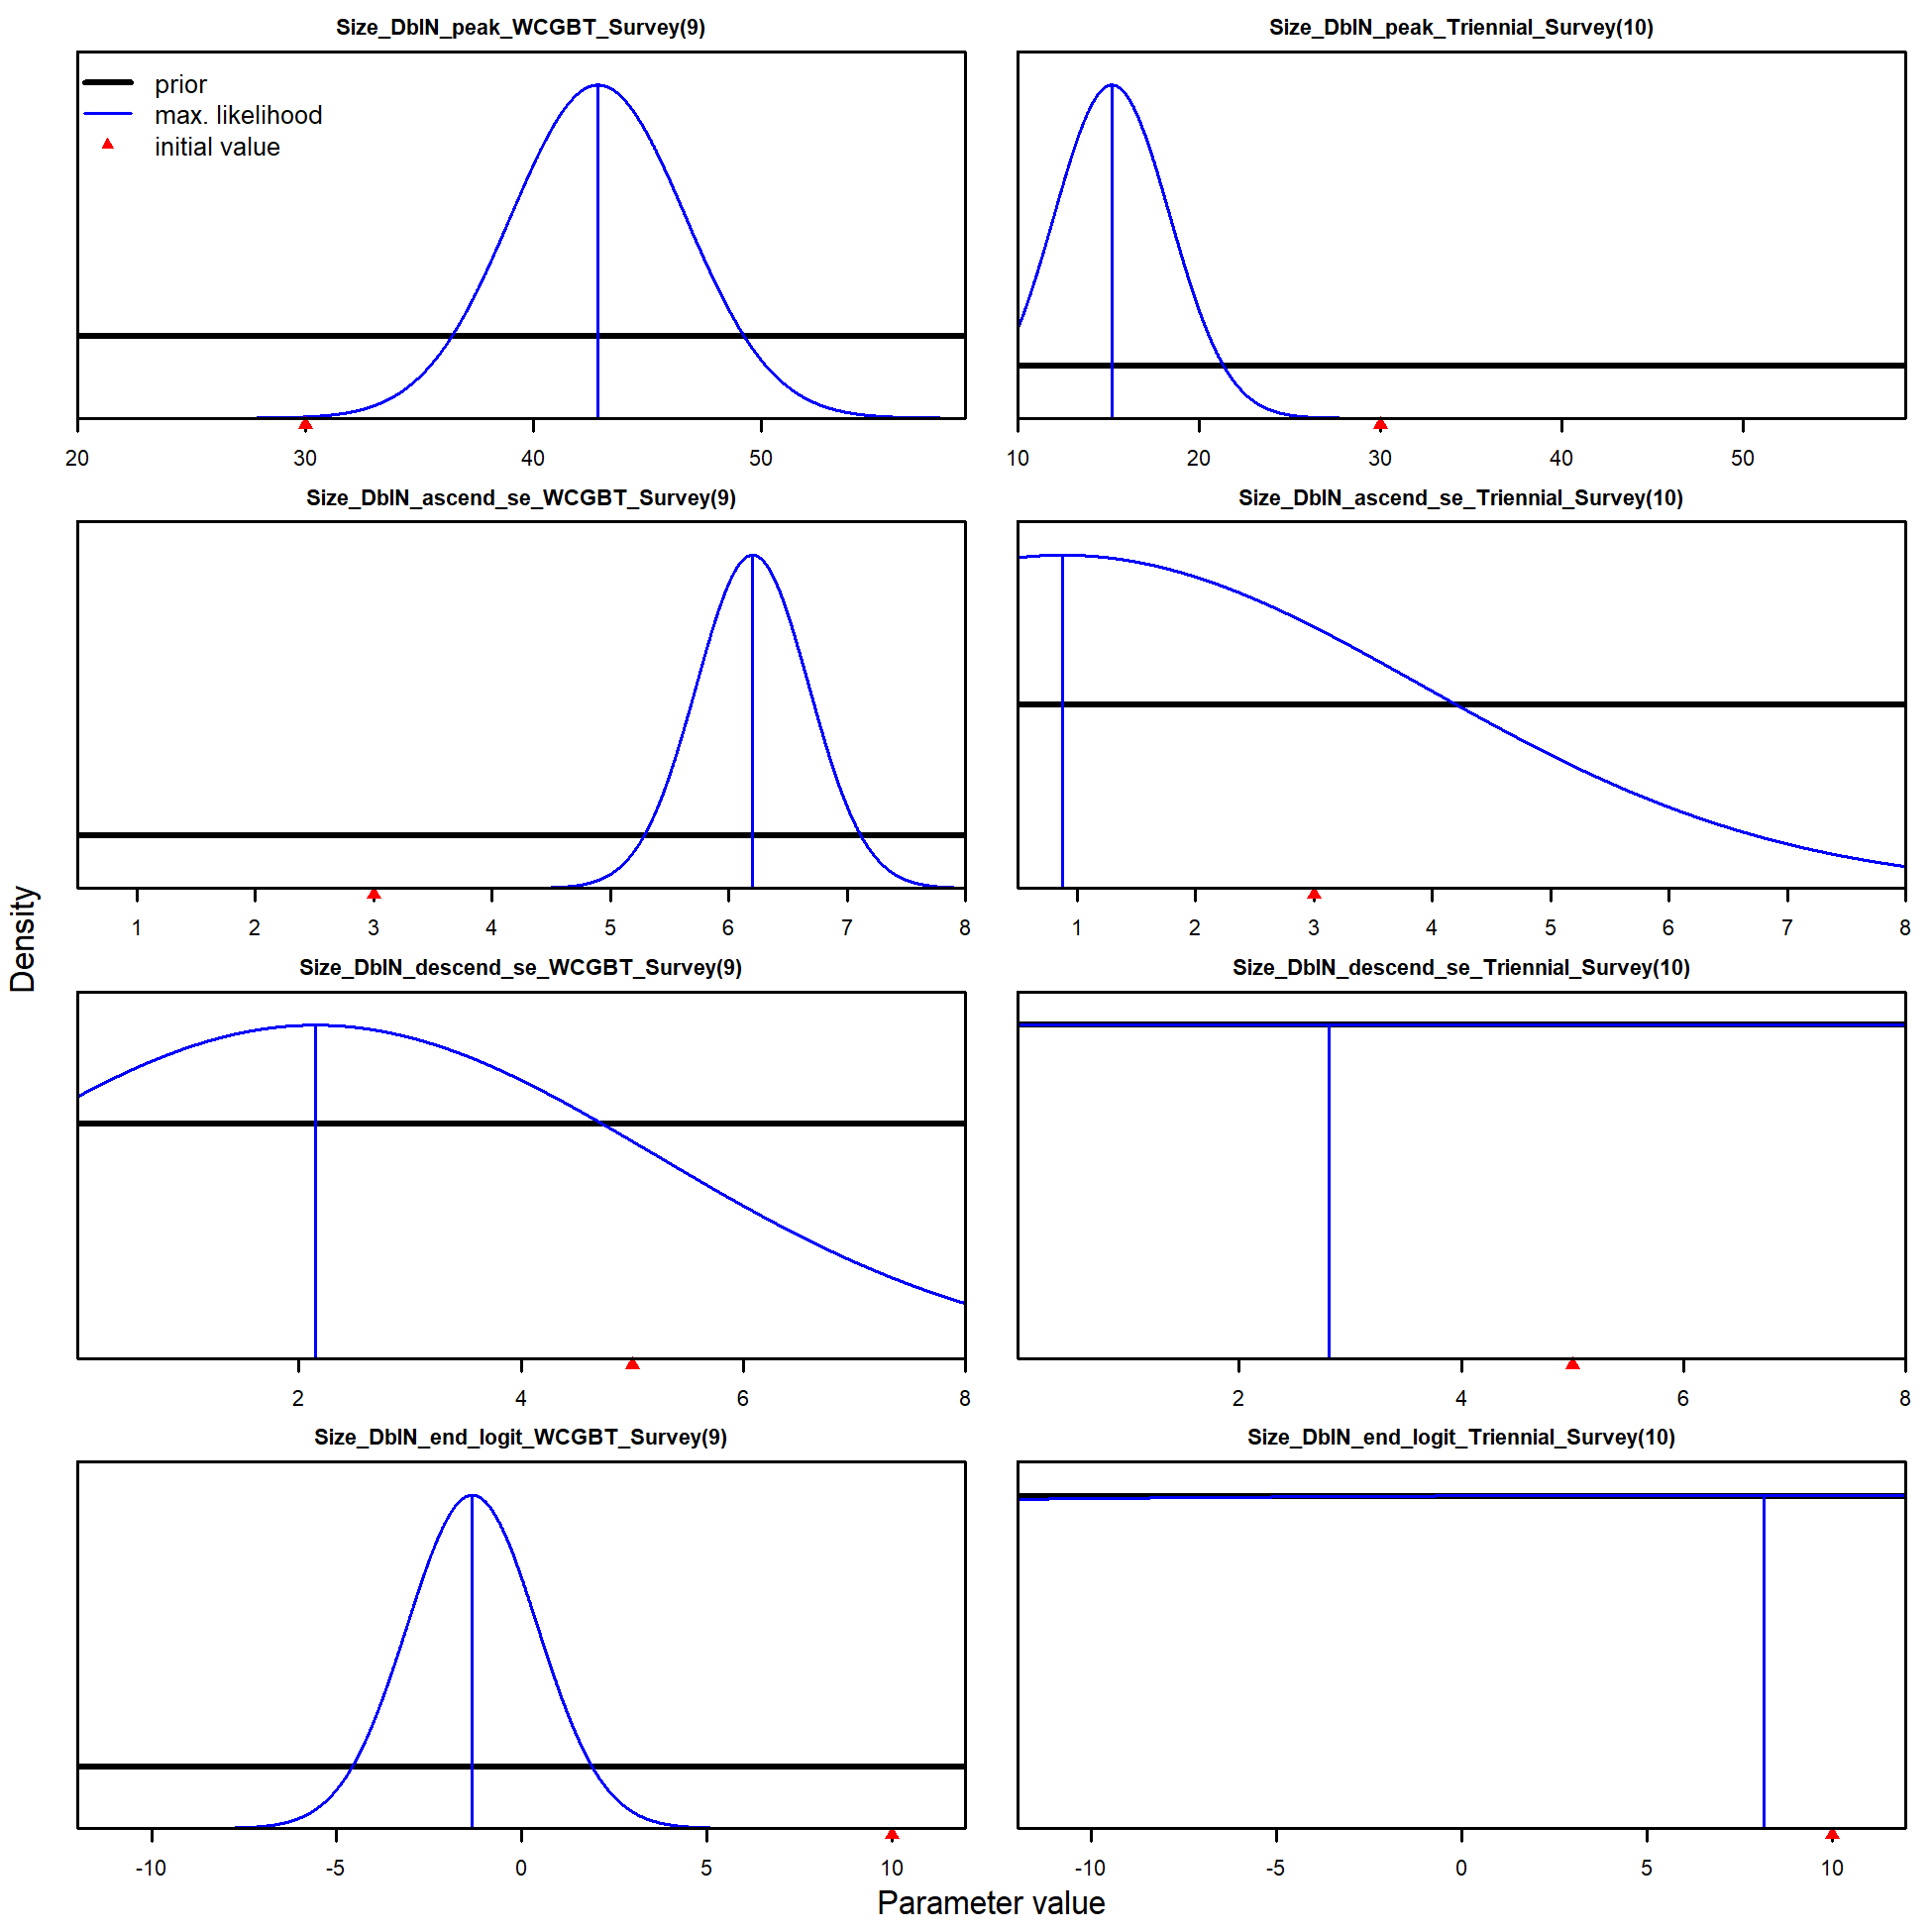 Size_DblN_peak_WCGBT_Survey(9)
prior
max. likelihood
initial value
20 30 40 50
Size_DblN_peak_Triennial_Survey(10)
10 20 30 40 50
Size_DblN_ascend_se_WCGBT_Survey(9)
1 2 3 4 5 6 7 8
Size_DblN_ascend_se_Triennial_Survey(10)
1 2 3 4 5 6 7 8
Size_DblN_descend_se_WCGBT_Survey(9)
2 4 6 8
Size_DblN_descend_se_Triennial_Survey(10)
2 4 6 8
Size_DblN_end_logit_WCGBT_Survey(9)
-10 -5 0 5 10
Size_DblN_end_logit_Triennial_Survey(10)
-10 -5 0 5 10
Density
Parameter value